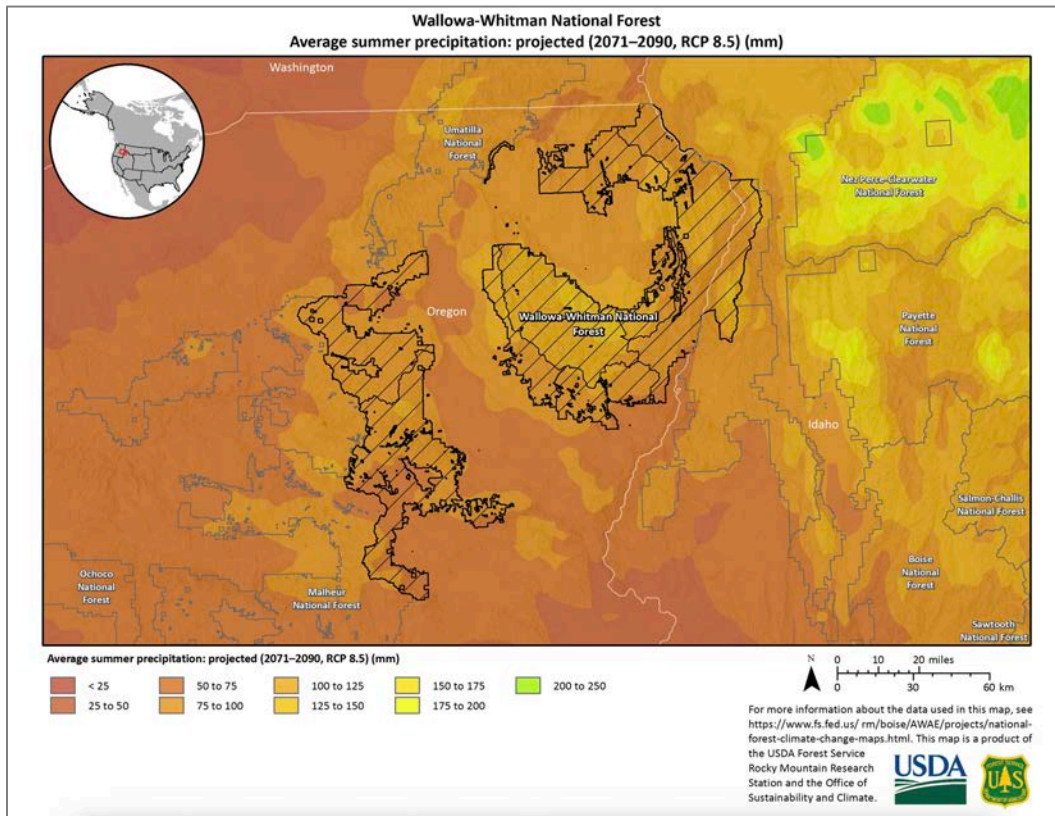 Wallowa-Whitman National Forest
Average summer precipitation: projected (2071–2090, RCP 8.5) (mm)
Washington
Umatilla
National
Forest
Nez Perce-Clearwater
National Forest
Oregon
Wallowa-Whitman National
Forest
Payette
National
Forest
Idaho
Salmon-Challis
National Forest
Ochoco
National
Forest
Malheur
National Forest
Boise
National
Forest
Sawtooth
National Forest
Average summer precipitation: projected (2071–2090, RCP 8.5) (mm)
< 25
50 to 75
100 to 125
150 to 175
200 to 250
25 to 50
75 to 100
125 to 150
175 to 200
N
0 10 20 miles
0 30 60 km
For more information about the data used in this map, see
https://www.fs.fed.us/ rm/boise/AWAE/projects/national-
forest-climate-change-maps.html. This map is a product of
the USDA Forest Service
Rocky Mountain Research
Station and the Office of
Sustainability and Climate.
USDA
FOREST SERVICE
U S
DEPARTMENT OF AGRICULTURE